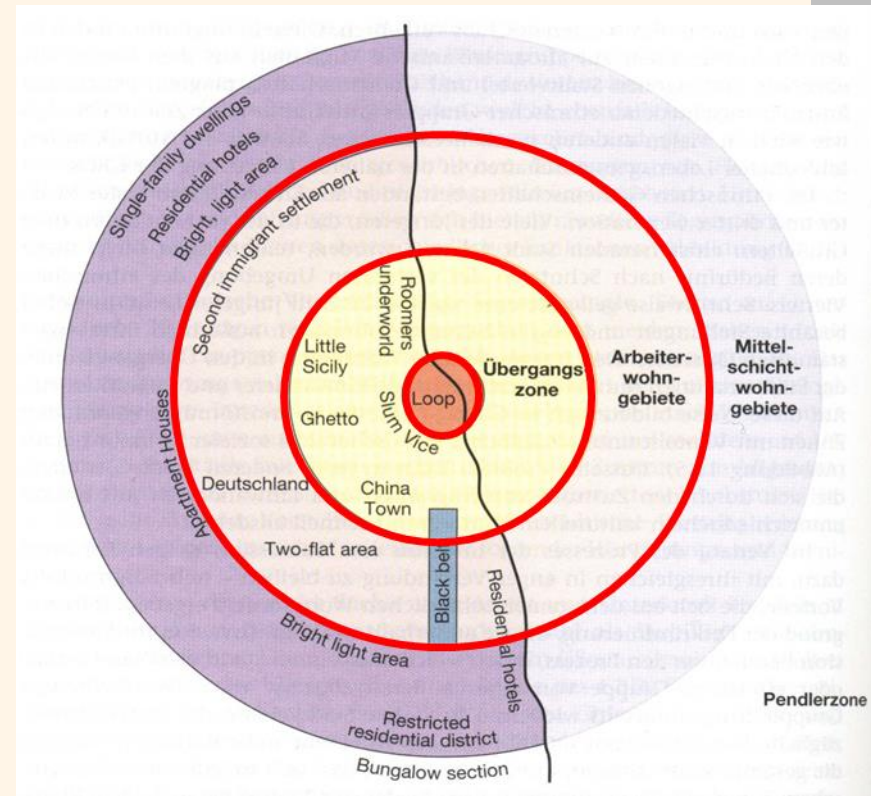 Single-family dwellings
Residential hotels
Bright, light area
Second immigrant settlement
Roomers
underworld
Little
Sicily
Loop
Übergangs
zone
Arbeiter-
wohn-
gebiete
Mittel-
schicht-
wohn-
gebiete
Ghetto
Slum Vice
Apartment Houses
Deutschland
China
Town
Two-flat area
Black belt
Residential hotels
Bright light area
Restricted
residential district
Bungalow section
Pendlerzone